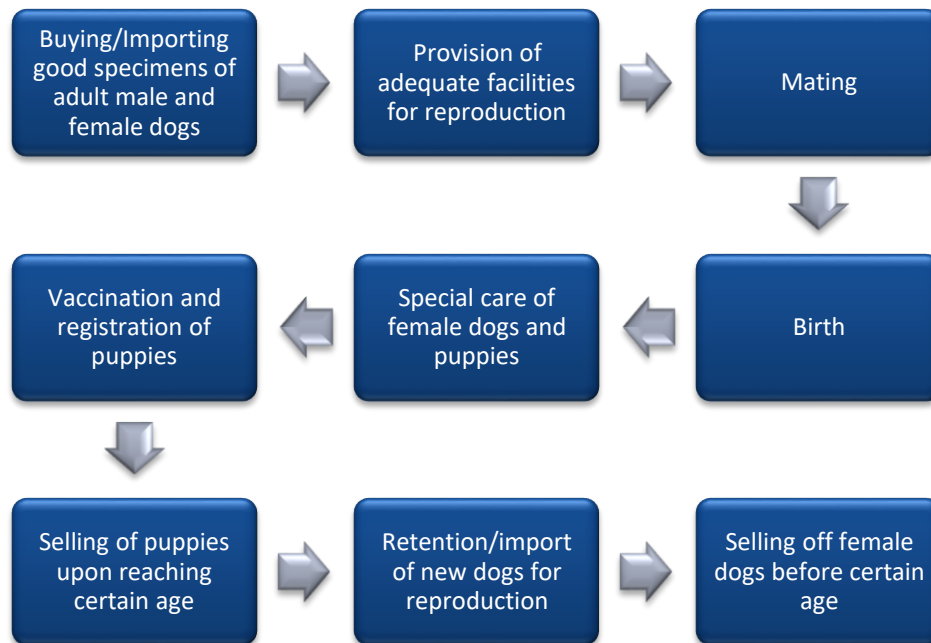 Buying/Importing
good specimens of
adult male and
female dogs
Provision of
adequate facilities
for reproduction
Mating
Birth
Special care of
female dogs and
puppies
Vaccination and
registration of
puppies
Selling of puppies
upon reaching
certain age
Retention/import
of new dogs for
reproduction
Selling off female
dogs before certain
age